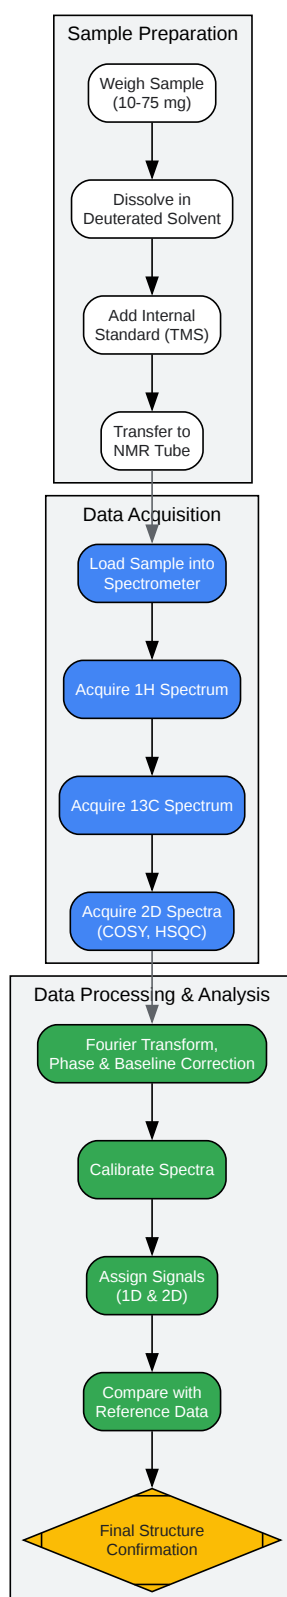 Sample Preparation
Weigh Sample
(10-75 mg)
Dissolve in
Deuterated Solvent
Add Internal
Standard (TMS)
Transfer to
NMR Tube
Data Acquisition
Load Sample into
Spectrometer
Acquire 1H Spectrum
Acquire 13C Spectrum
Acquire 2D Spectra
(COSY, HSQC)
Data Processing & Analysis
Fourier Transform,
Phase & Baseline Correction
Calibrate Spectra
Assign Signals
(1D & 2D)
Compare with
Reference Data
Final Structure
Confirmation